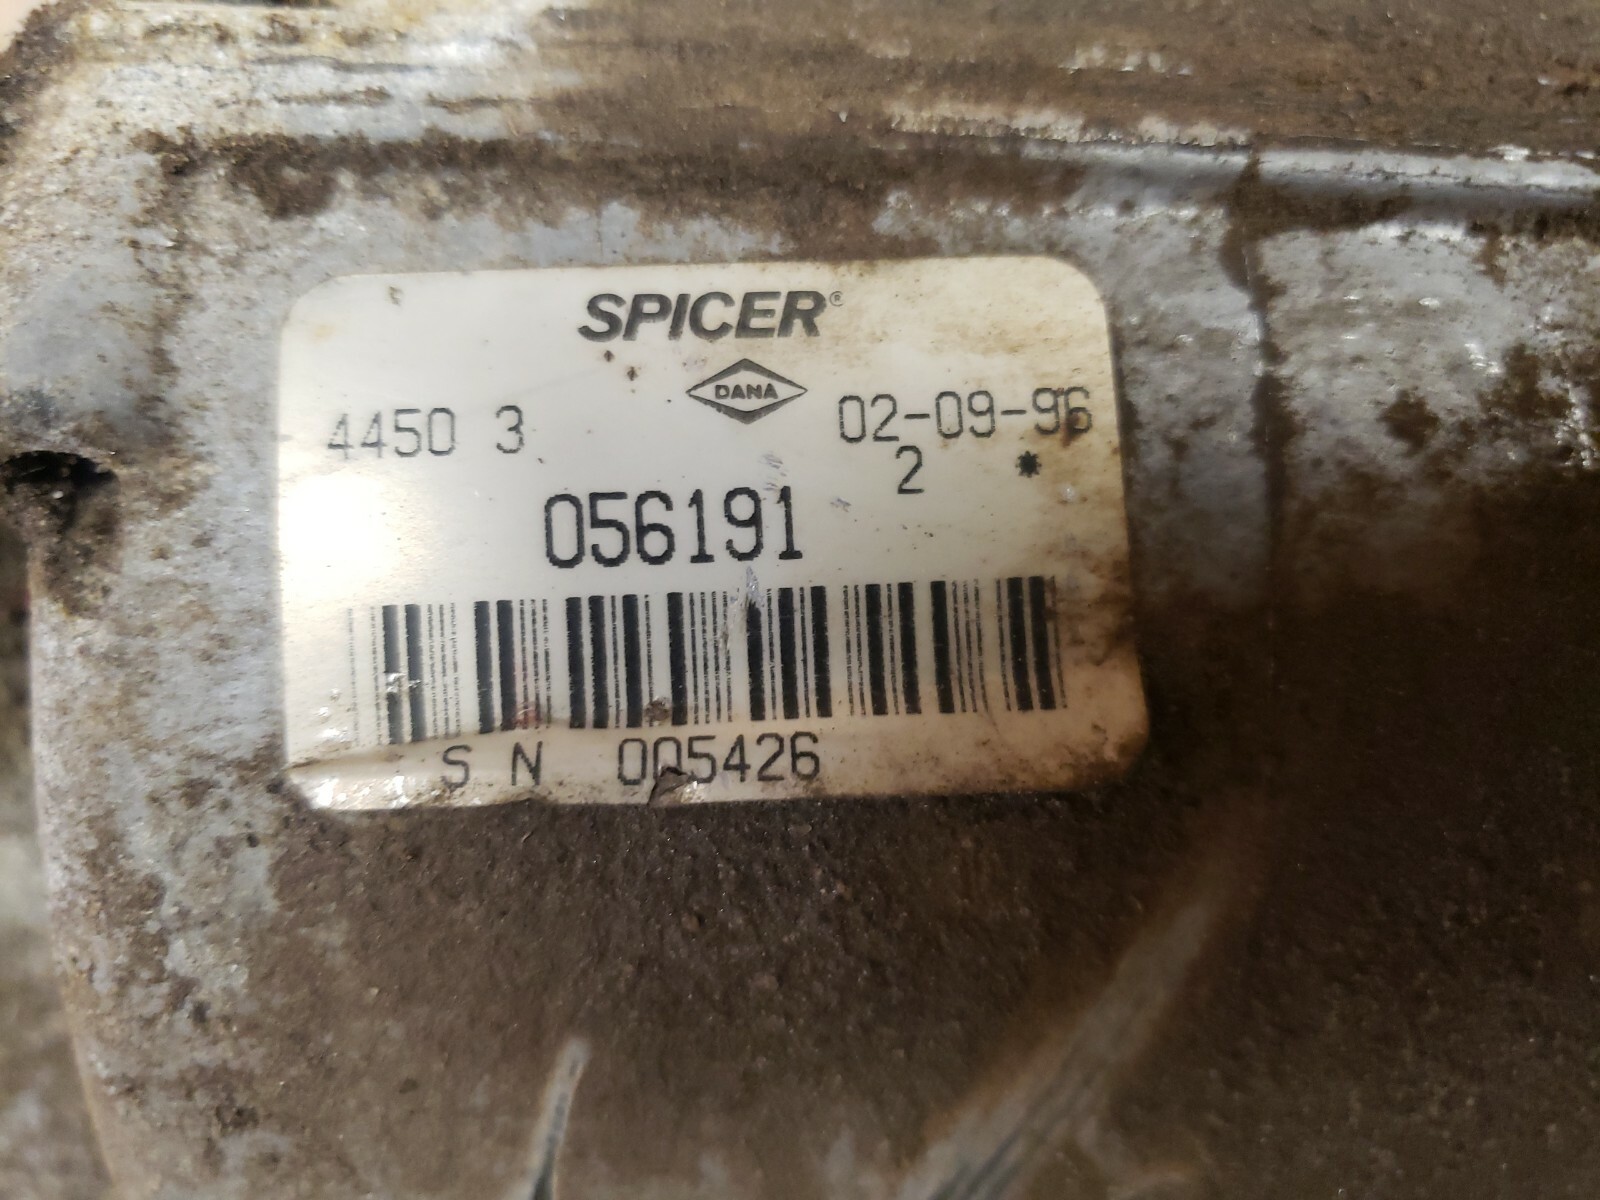 SPICER®
DANA
4450 3
02-09-96
2 *
056191
S N 005426